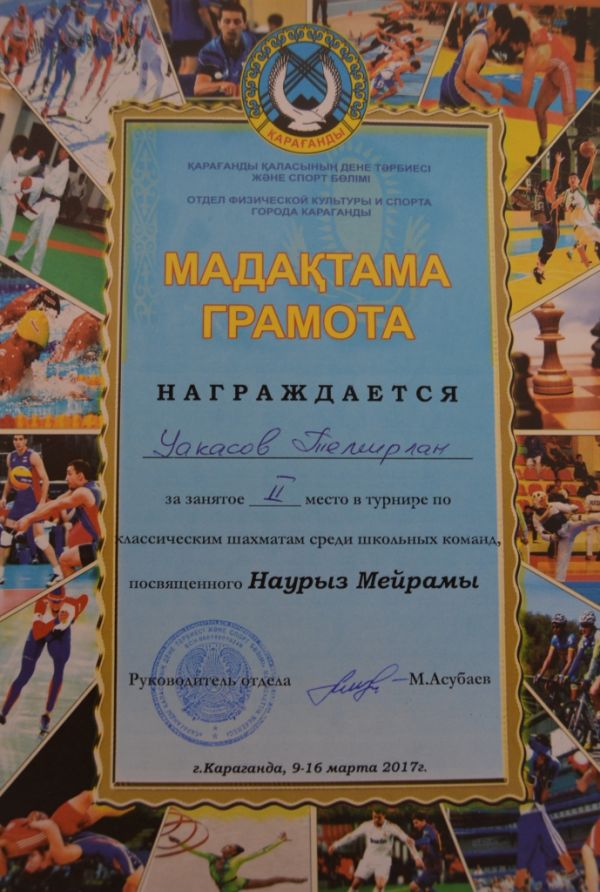 ҚАРАҒАНДЫ
ҚАРАҒАНДЫ ҚАЛАСЫНЫҢ ДЕНЕ ТӘРБИЕСІ
ЖӘНЕ СПОРТ БӨЛІМІ
ОТДЕЛ ФИЗИЧЕСКОЙ КУЛЬТУРЫ И СПОРТА
ГОРОДА КАРАГАНДЫ
МАДАҚТАМА
ГРАМОТА
НАГРАЖДАЕТСЯ
Уакасов Темирлан
за занятое II место в турнире по
классическим шахматам среди школьных команд,
посвященного Наурыз Мейрамы
Руководитель отдела М.Асубаев
г.Караганда, 9-16 марта 2017г.